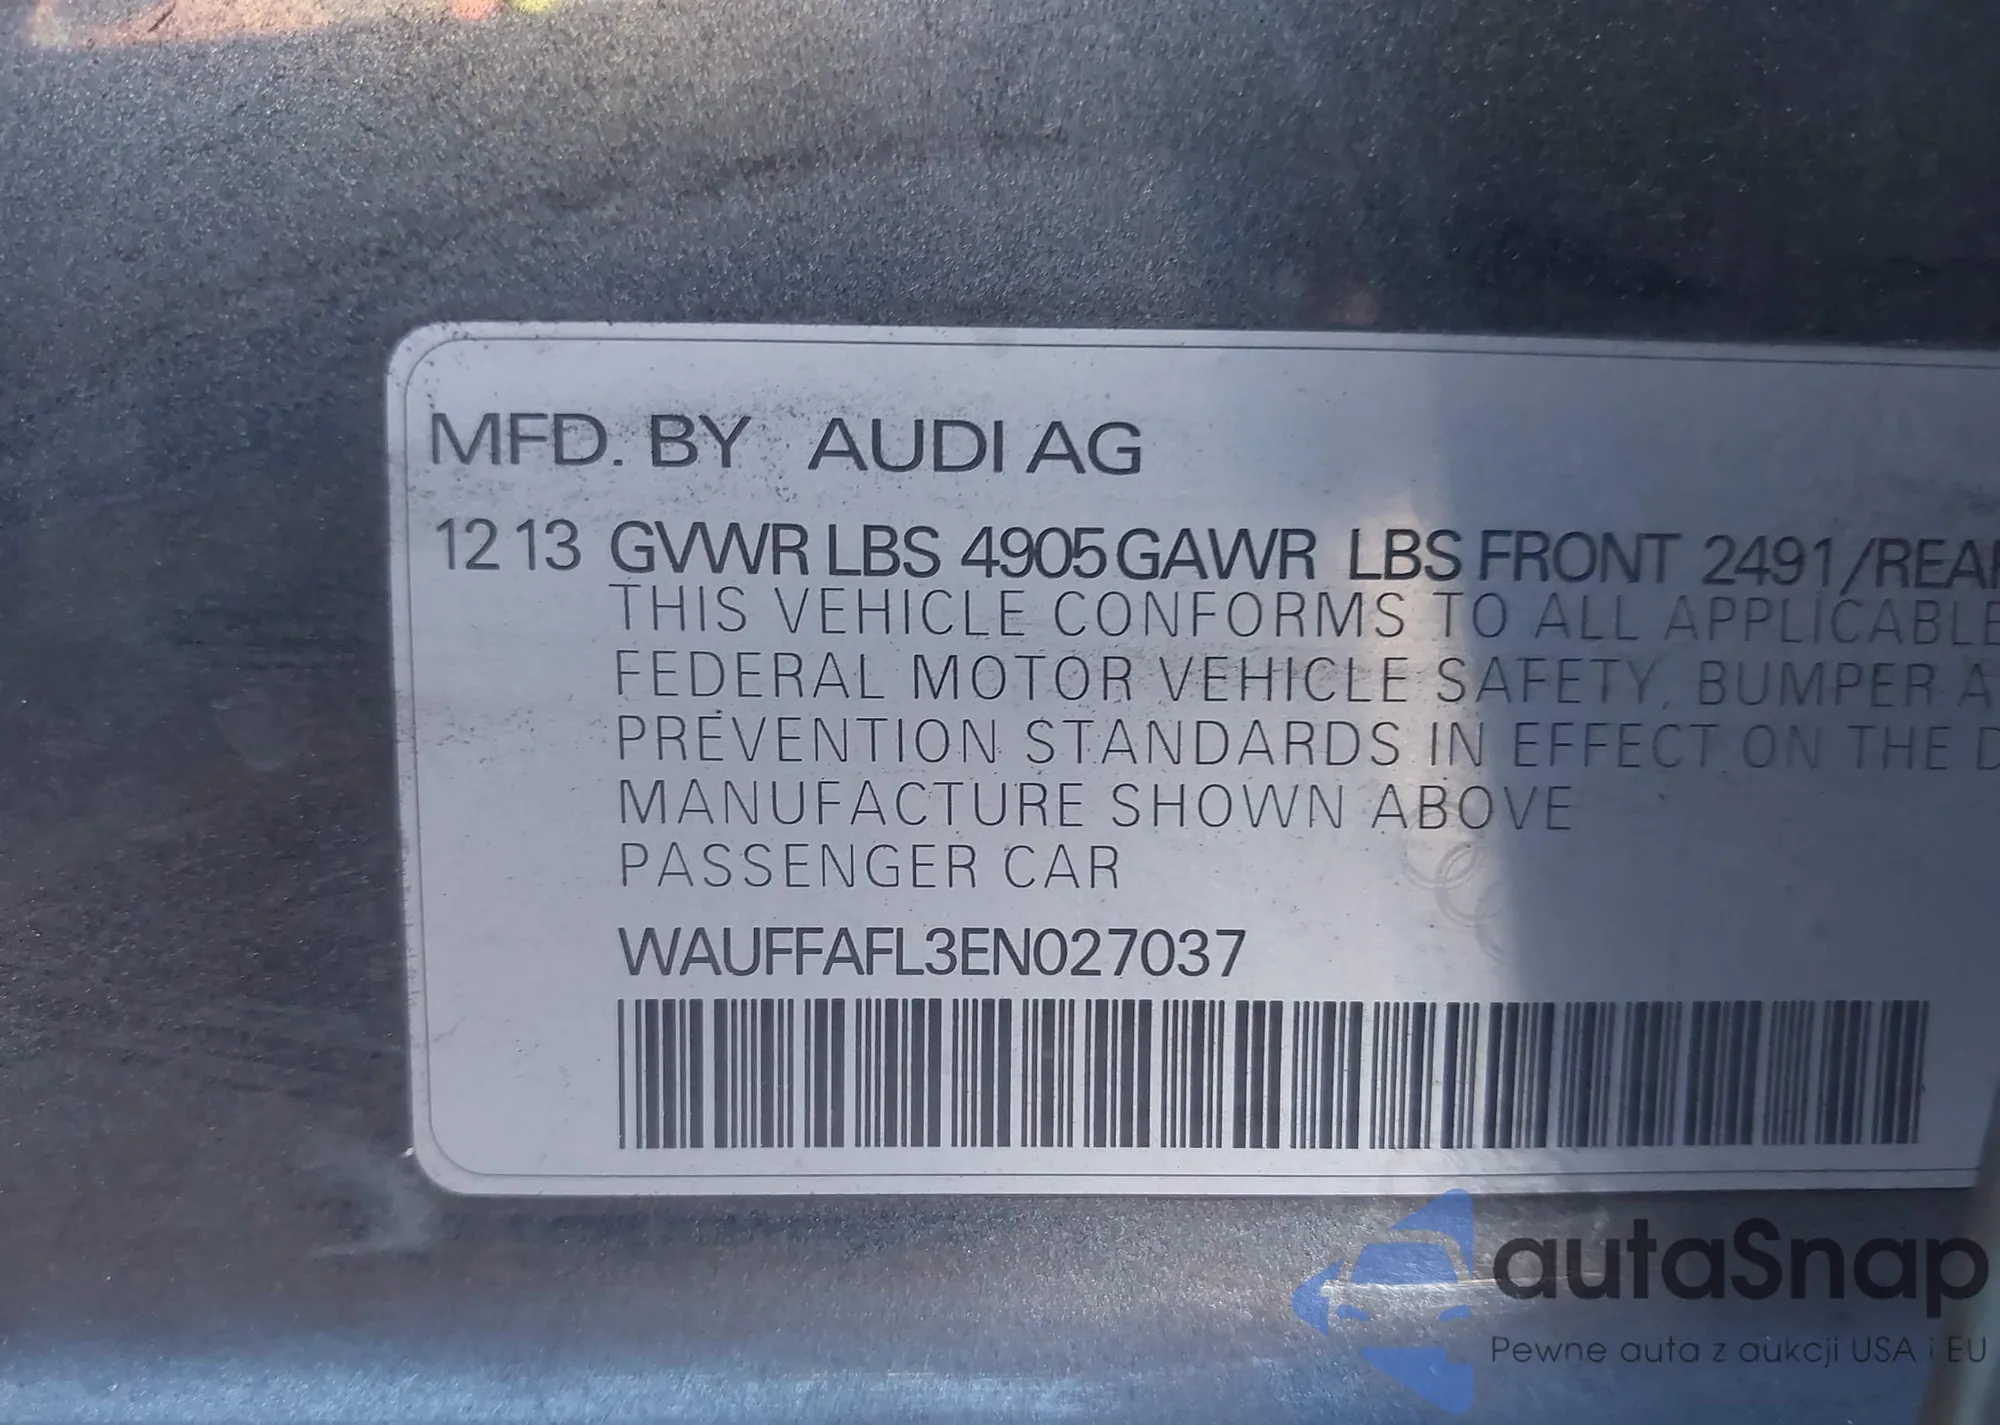 MFD. BY AUDI AG
12 13 GVWR LBS 4905 GAWR LBS FRONT 2491/REAR
THIS VEHICLE CONFORMS TO ALL APPLICABLE
FEDERAL MOTOR VEHICLE SAFETY, BUMPER A
PREVENTION STANDARDS IN EFFECT ON THE D
MANUFACTURE SHOWN ABOVE
PASSENGER CAR
WAUFFAFL3EN027037
autaSnap
Pewne auta z aukcji USA i EU